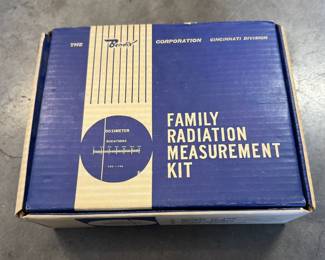 THE Bendix CORPORATION CINCINNATI DIVISION
FAMILY
RADIATION
MEASUREMENT
KIT
DOSIMETER